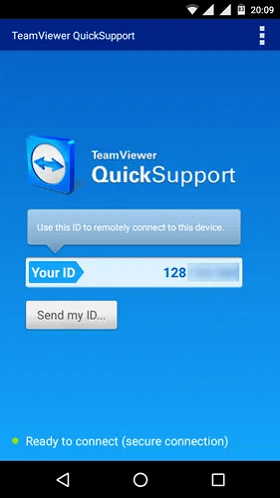 20:09
TeamViewer QuickSupport
TeamViewer
QuickSupport
Use this ID to remotely connect to this device.
Your ID 128
Send my ID...
Ready to connect (secure connection)